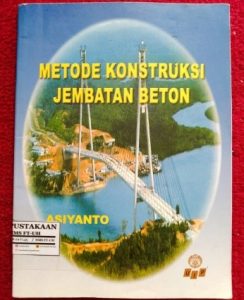 METODE KONSTRUKSI
JEMBATAN BETON
ASIYANTO
PUSTAKAAN